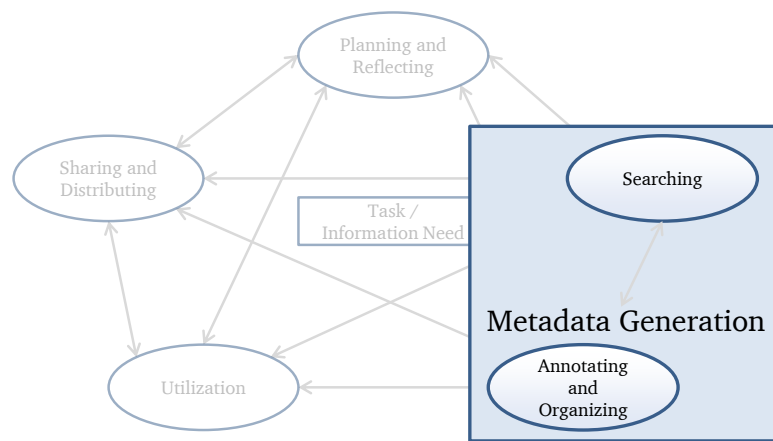 Planning and
Reflecting
Sharing and
Distributing
Searching
Task /
Information Need
Metadata Generation
Utilization
Annotating
and
Organizing